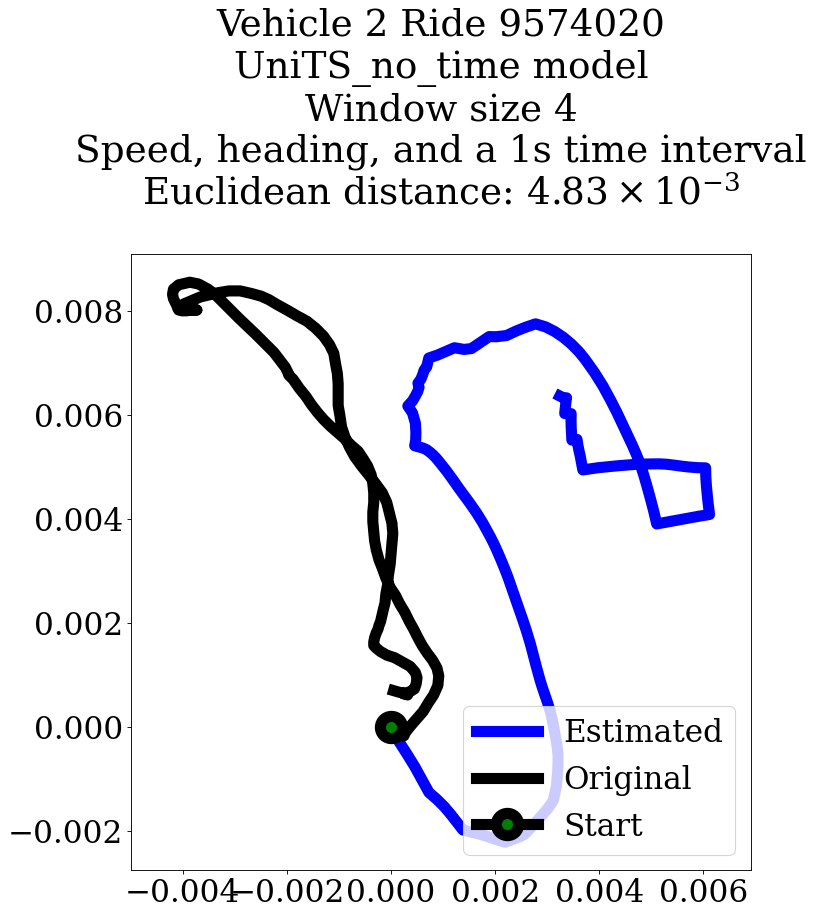 Vehicle 2 Ride 9574020
UniTS_no_time model
Window size 4
Speed, heading, and a 1s time interval
Euclidean distance: 4.83 × 10⁻³
0.008
0.006
0.004
0.002
0.000
−0.002
Estimated
Original
Start
−0.004 −0.002 0.000 0.002 0.004 0.006